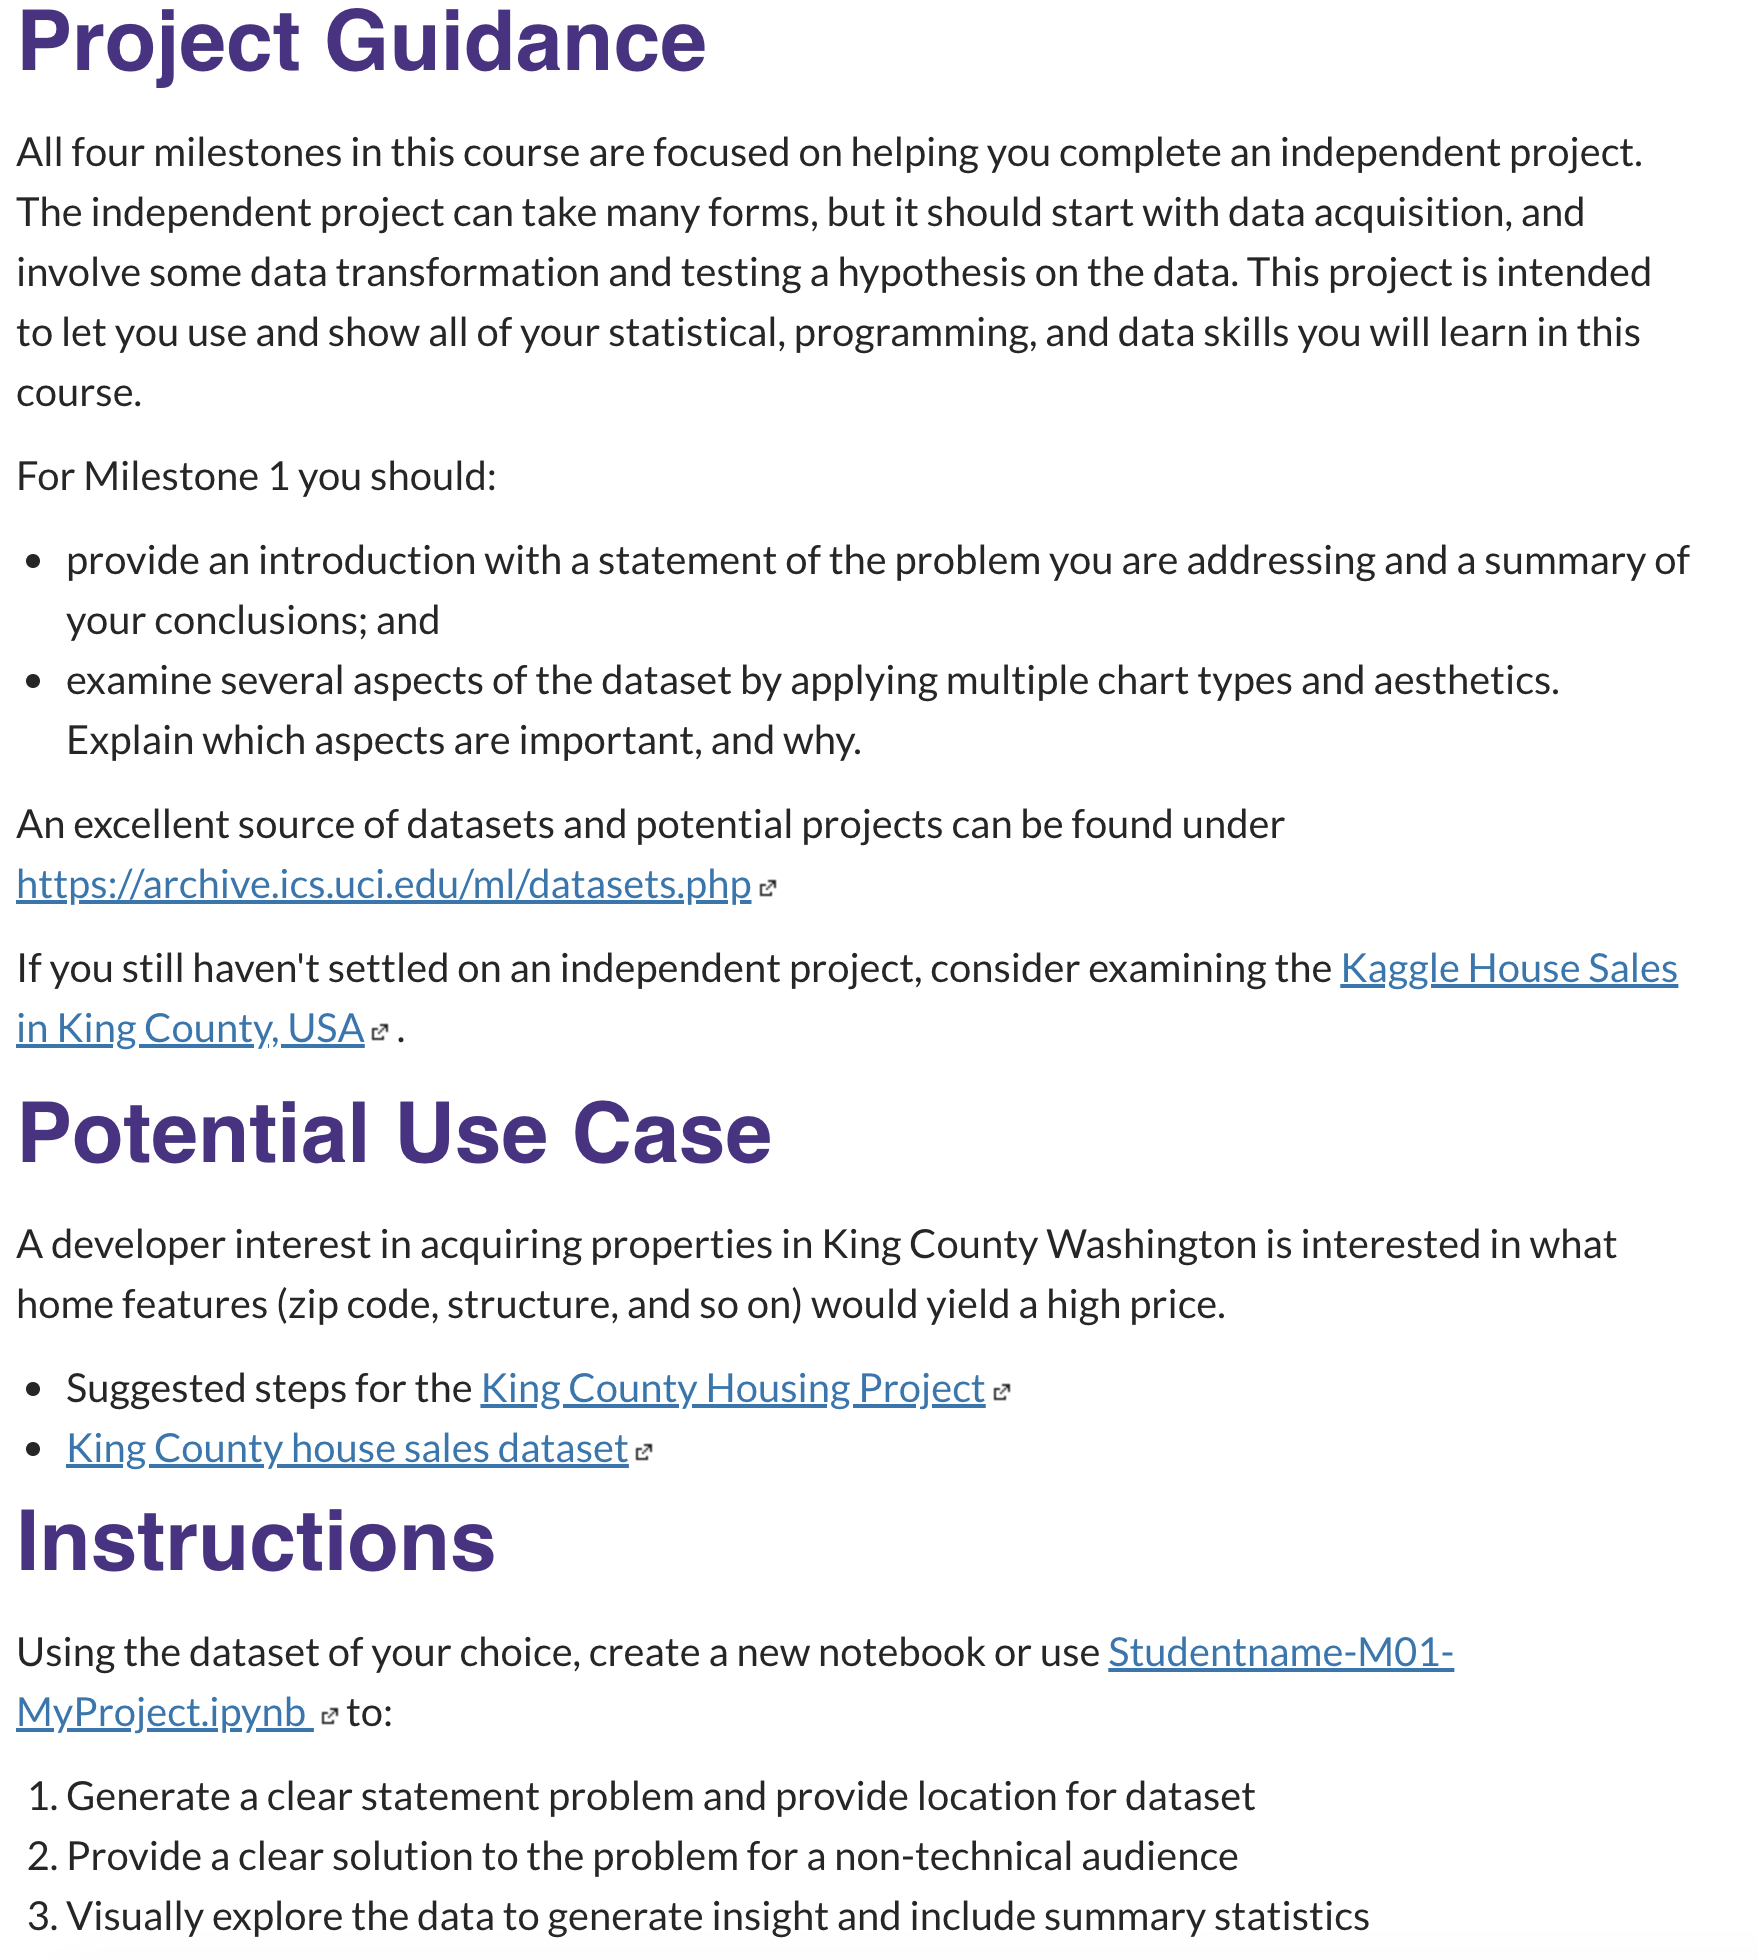 Project Guidance
All four milestones in this course are focused on helping you complete an independent project.
The independent project can take many forms, but it should start with data acquisition, and
involve some data transformation and testing a hypothesis on the data. This project is intended
to let you use and show all of your statistical, programming, and data skills you will learn in this
course.
For Milestone 1 you should:
• provide an introduction with a statement of the problem you are addressing and a summary of
your conclusions; and
• examine several aspects of the dataset by applying multiple chart types and aesthetics.
Explain which aspects are important, and why.
An excellent source of datasets and potential projects can be found under
https://archive.ics.uci.edu/ml/datasets.php
If you still haven't settled on an independent project, consider examining the Kaggle House Sales
in King County, USA .
Potential Use Case
A developer interest in acquiring properties in King County Washington is interested in what
home features (zip code, structure, and so on) would yield a high price.
• Suggested steps for the King County Housing Project
• King County house sales dataset
Instructions
Using the dataset of your choice, create a new notebook or use Studentname-M01-
MyProject.ipynb to:
1. Generate a clear statement problem and provide location for dataset
2. Provide a clear solution to the problem for a non-technical audience
3. Visually explore the data to generate insight and include summary statistics